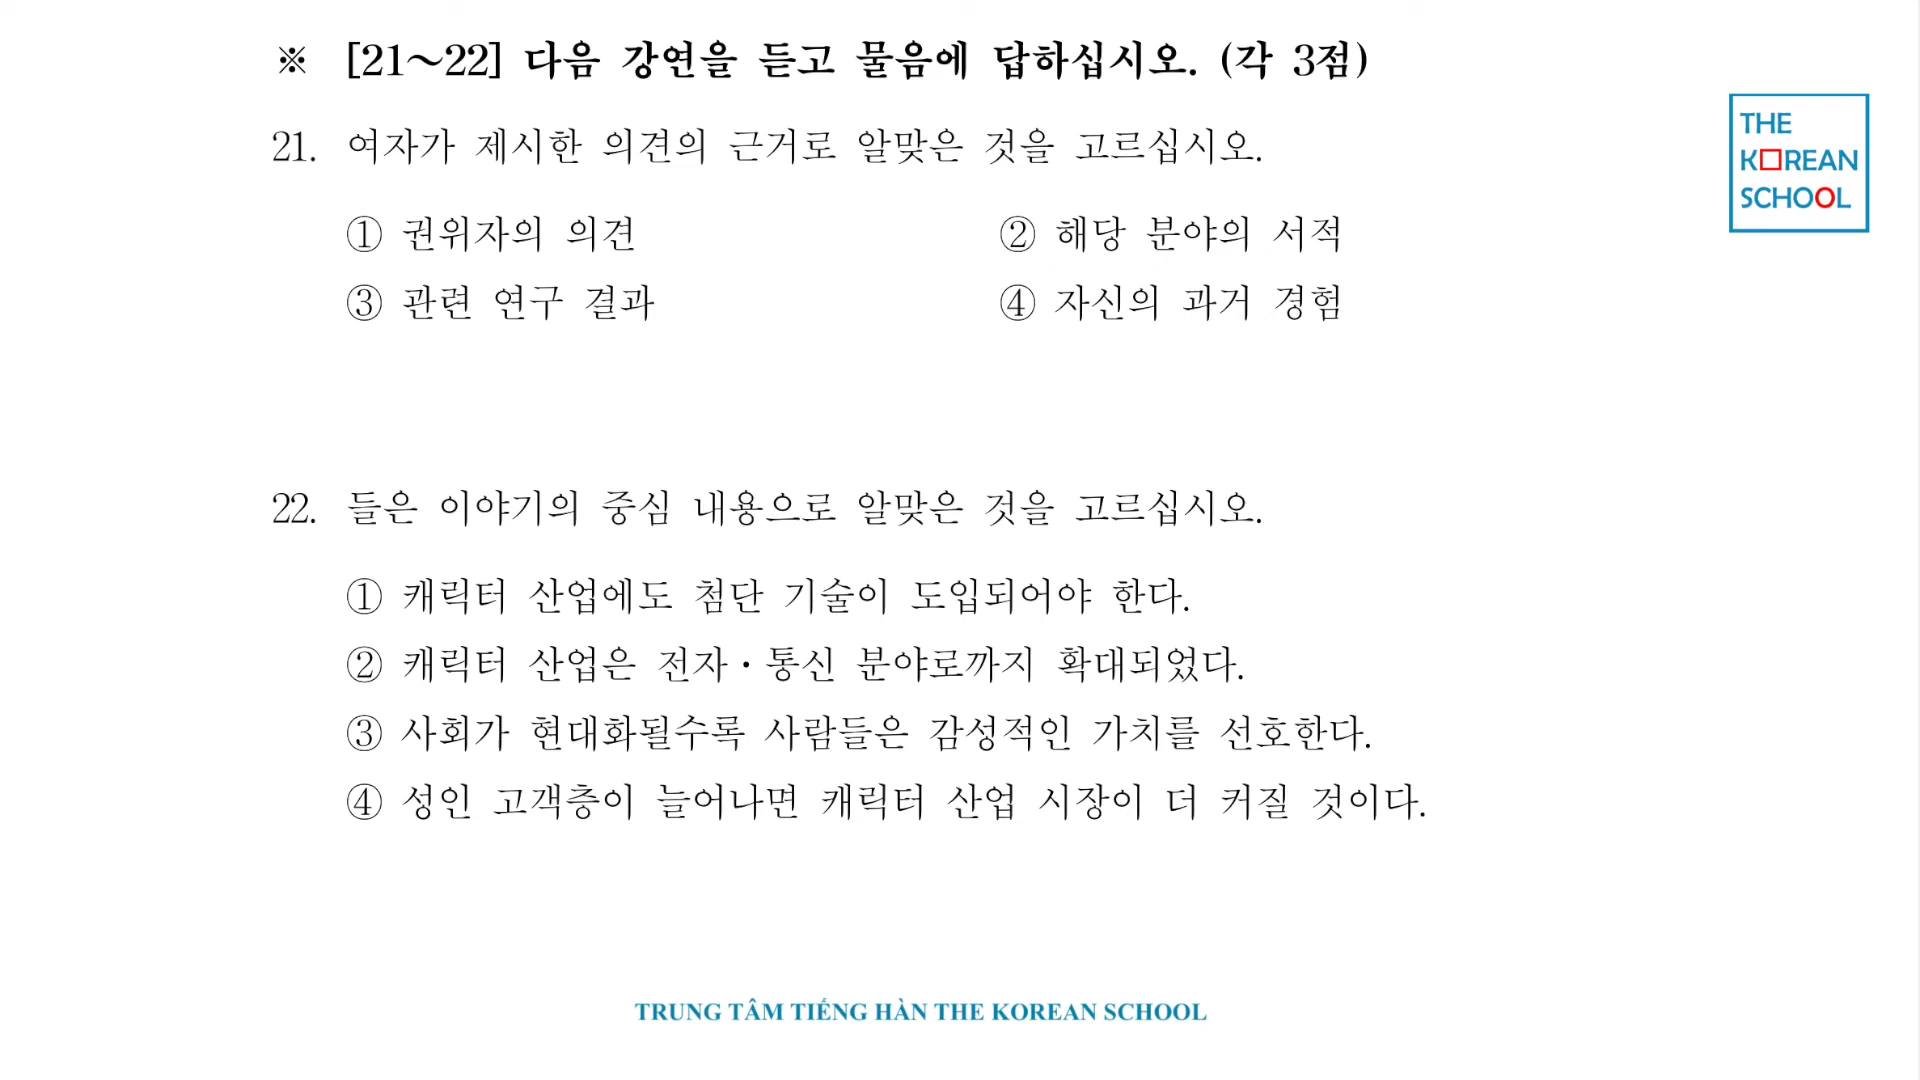 ※ [21～22] 다음 강연을 듣고 물음에 답하십시오. (각 3점)
THE
KOREAN
SCHOOL
21. 여자가 제시한 의견의 근거로 알맞은 것을 고르십시오.
① 권위자의 의견 ② 해당 분야의 서적
③ 관련 연구 결과 ④ 자신의 과거 경험
22. 들은 이야기의 중심 내용으로 알맞은 것을 고르십시오.
① 캐릭터 산업에도 첨단 기술이 도입되어야 한다.
② 캐릭터 산업은 전자·통신 분야로까지 확대되었다.
③ 사회가 현대화될수록 사람들은 감성적인 가치를 선호한다.
④ 성인 고객층이 늘어나면 캐릭터 산업 시장이 더 커질 것이다.
TRUNG TÂM TIẾNG HÀN THE KOREAN SCHOOL